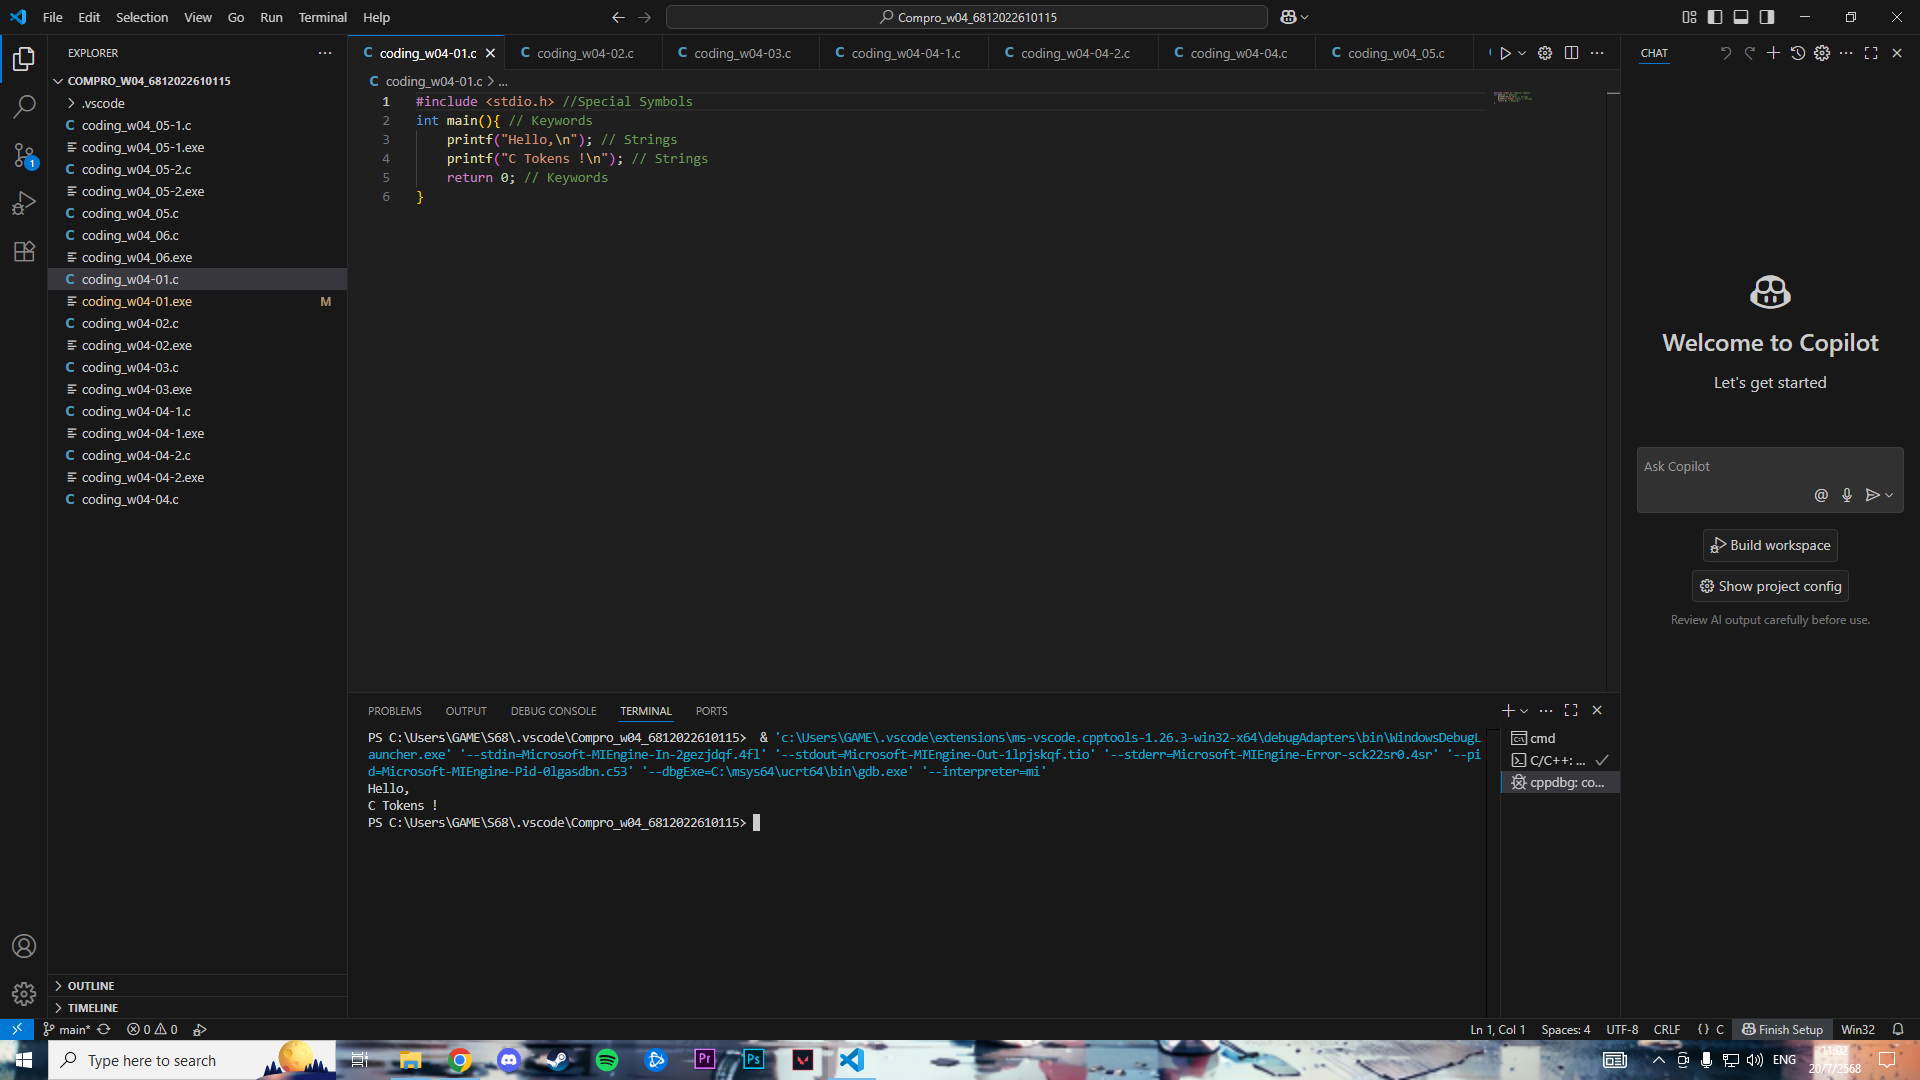 File Edit Selection View Go Run Terminal Help
Compro_w04_6812022610115
EXPLORER
COMPRO_W04_6812022610115
.vscode
C coding_w04_05-1.c
coding_w04_05-1.exe
C coding_w04_05-2.c
coding_w04_05-2.exe
C coding_w04_05.c
C coding_w04_06.c
coding_w04_06.exe
C coding_w04-01.c
coding_w04-01.exe M
C coding_w04-02.c
coding_w04-02.exe
C coding_w04-03.c
coding_w04-03.exe
C coding_w04-04-1.c
coding_w04-04-1.exe
C coding_w04-04-2.c
coding_w04-04-2.exe
C coding_w04-04.c
OUTLINE
TIMELINE
1
C coding_w04-01.c C coding_w04-02.c C coding_w04-03.c C coding_w04-04-1.c C coding_w04-04-2.c C coding_w04-04.c C coding_w04_05.c
C coding_w04-01.c > ...
1 #include <stdio.h> //Special Symbols
2 int main(){ // Keywords
3 printf("Hello,\n"); // Strings
4 printf("C Tokens !\n"); // Strings
5 return 0; // Keywords
6 }
PROBLEMS OUTPUT DEBUG CONSOLE TERMINAL PORTS
PS C:\Users\GAME\S68\.vscode\Compro_w04_6812022610115> & 'c:\Users\GAME\.vscode\extensions\ms-vscode.cpptools-1.26.3-win32-x64\debugAdapters\bin\WindowsDebugL
auncher.exe' '--stdin=Microsoft-MIEngine-In-2gezjdqf.4fl' '--stdout=Microsoft-MIEngine-Out-1lpjskqf.tio' '--stderr=Microsoft-MIEngine-Error-sck22sr0.4sr' '--pi
d=Microsoft-MIEngine-Pid-0lgasdbn.c53' '--dbgExe=C:\msys64\ucrt64\bin\gdb.exe' '--interpreter=mi'
Hello,
C Tokens !
PS C:\Users\GAME\S68\.vscode\Compro_w04_6812022610115>
cmd
C/C++: ...
cppdbg: co...
CHAT
Welcome to Copilot
Let's get started
Ask Copilot
Build workspace
Show project config
Review AI output carefully before use.
main* 0 0
Ln 1, Col 1 Spaces: 4 UTF-8 CRLF {} C Finish Setup Win32
Type here to search
Pr
Ps
ENG
11:02
20/7/2568